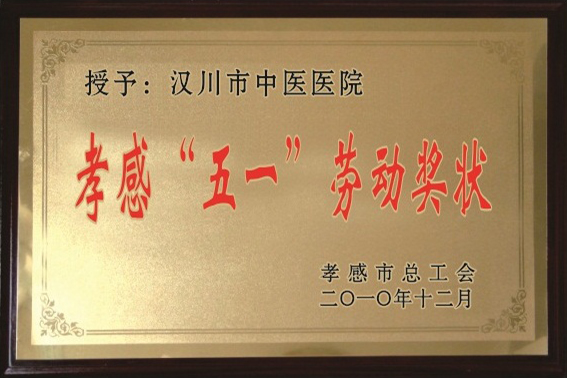 授予：汉川市中医医院
孝感“五一”劳动奖状
孝感市总工会
二〇一〇年十二月